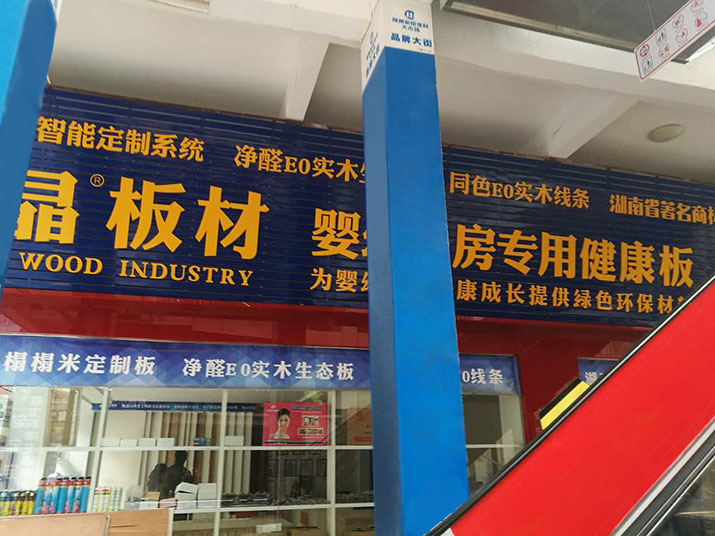 品牌大街
智能定制系统 净醛E0实木生
同色E0实木线条 湖南省著名商
晶®板材 婴
房专用健康板
WOOD INDUSTRY 为婴
康成长提供绿色环保材
榻榻米定制板 净醛E0实木生态板
0线条
湖